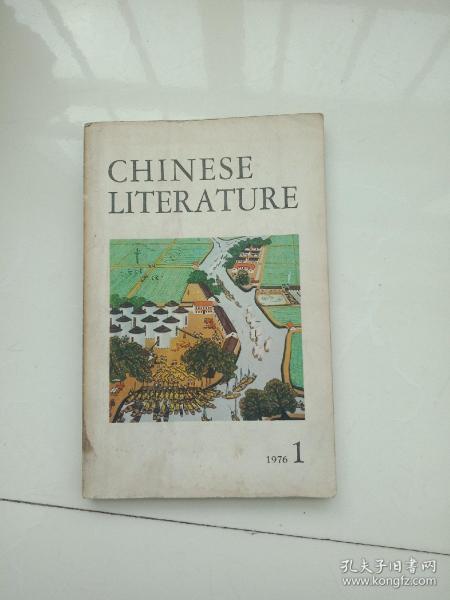 CHINESE
LITERATURE
1976 1
孔夫子旧书网
www.kongfz.com